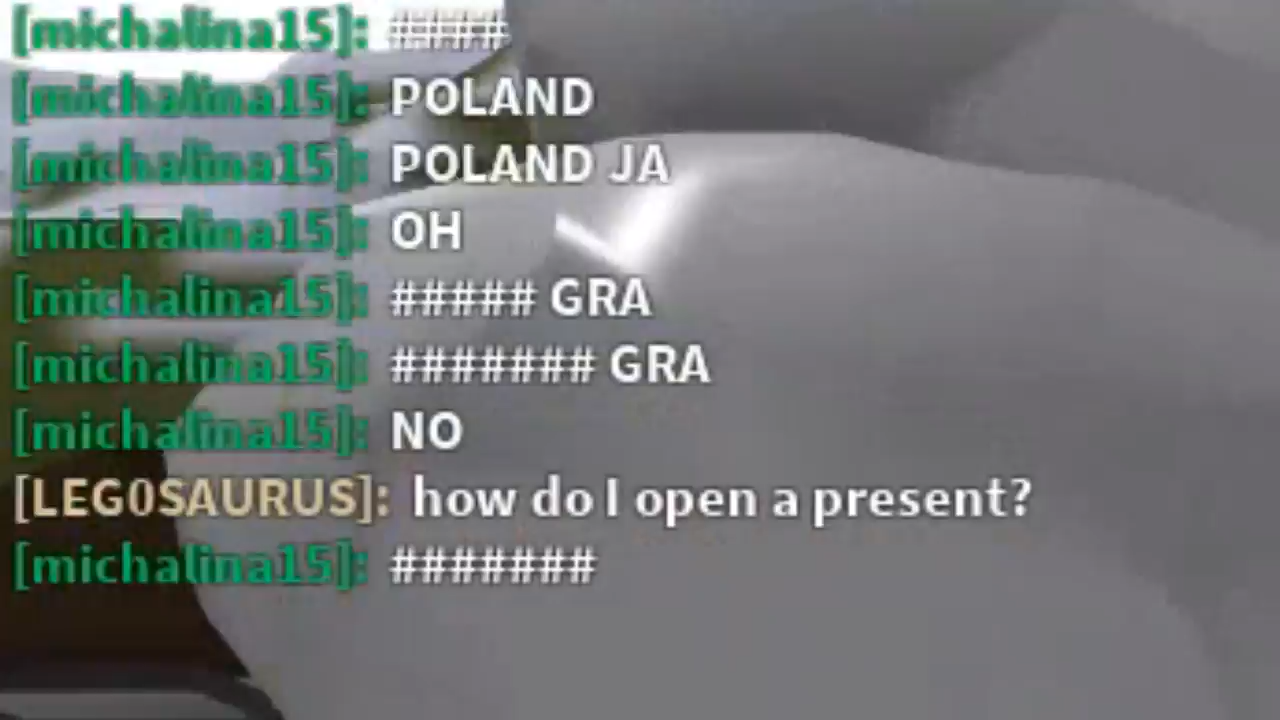 [michalina15]: #####
[michalina15]: POLAND
[michalina15]: POLAND JA
[michalina15]: OH
[michalina15]: ##### GRA
[michalina15]: ####### GRA
[michalina15]: NO
[LEG0SAURUS]: how do I open a present?
[michalina15]: #######